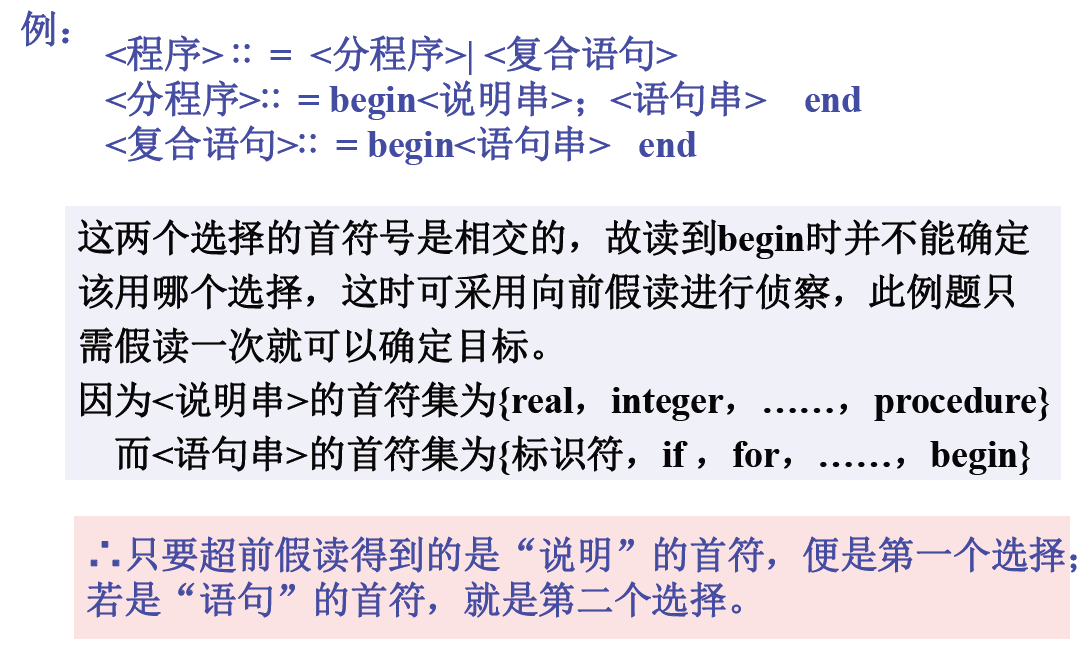 例：
<程序>∷ = <分程序>| <复合语句>
<分程序>∷ = begin<说明串>；<语句串> end
<复合语句>∷ = begin<语句串> end
这两个选择的首符号是相交的，故读到begin时并不能确定
该用哪个选择，这时可采用向前假读进行侦察，此例题只
需假读一次就可以确定目标。
因为<说明串>的首符集为{real，integer，……，procedure}
而<语句串>的首符集为{标识符，if ，for，……，begin}
∴只要超前假读得到的是“说明”的首符，便是第一个选择；
若是“语句”的首符，就是第二个选择。